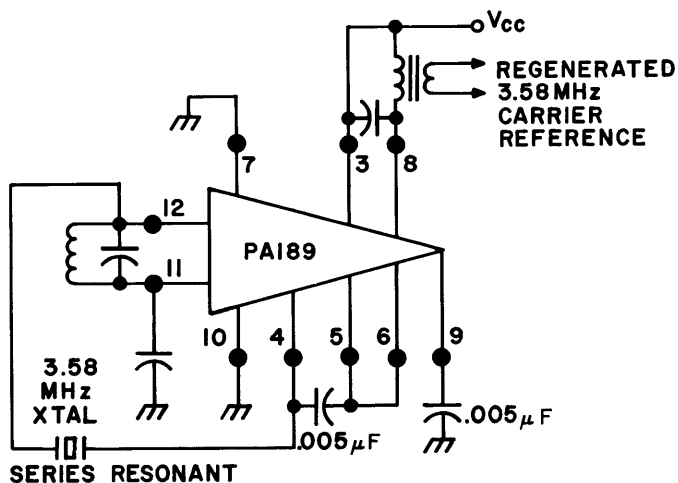 Vcc
REGENERATED
3.58MHz
CARRIER
REFERENCE
7
3
8
12
11
PA189
10
4
5
6
9
3.58
MHz
XTAL
.005μF
.005μF
SERIES RESONANT